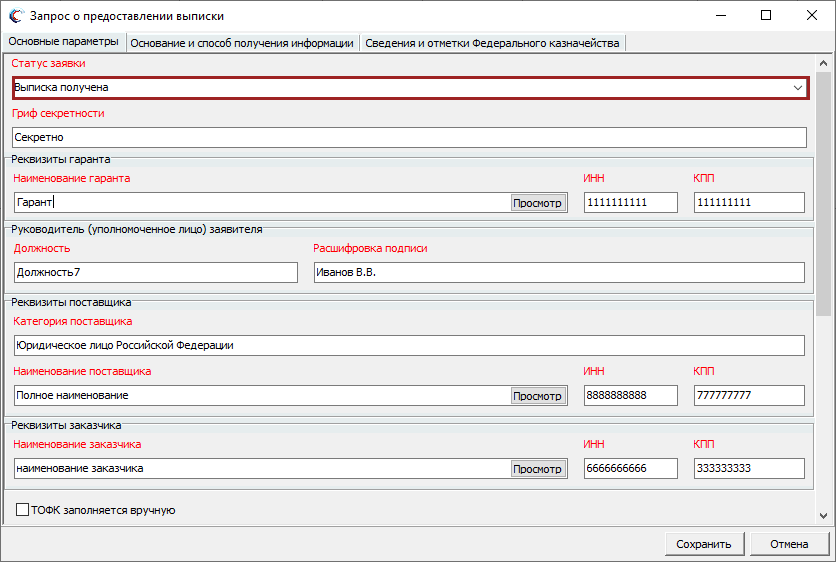 Запрос о предоставлении выписки
Основные параметры Основание и способ получения информации Сведения и отметки Федерального казначейства
Статус заявки
Выписка получена
Гриф секретности
Секретно
Реквизиты гаранта
Наименование гаранта ИНН КПП
Гарант Просмотр 1111111111 111111111
Руководитель (уполномоченное лицо) заявителя
Должность Расшифровка подписи
Должность7 Иванов В.В.
Реквизиты поставщика
Категория поставщика
Юридическое лицо Российской Федерации
Наименование поставщика ИНН КПП
Полное наименование Просмотр 8888888888 777777777
Реквизиты заказчика
Наименование заказчика ИНН КПП
наименование заказчика Просмотр 6666666666 333333333
ТОФК заполняется вручную
Сохранить Отмена